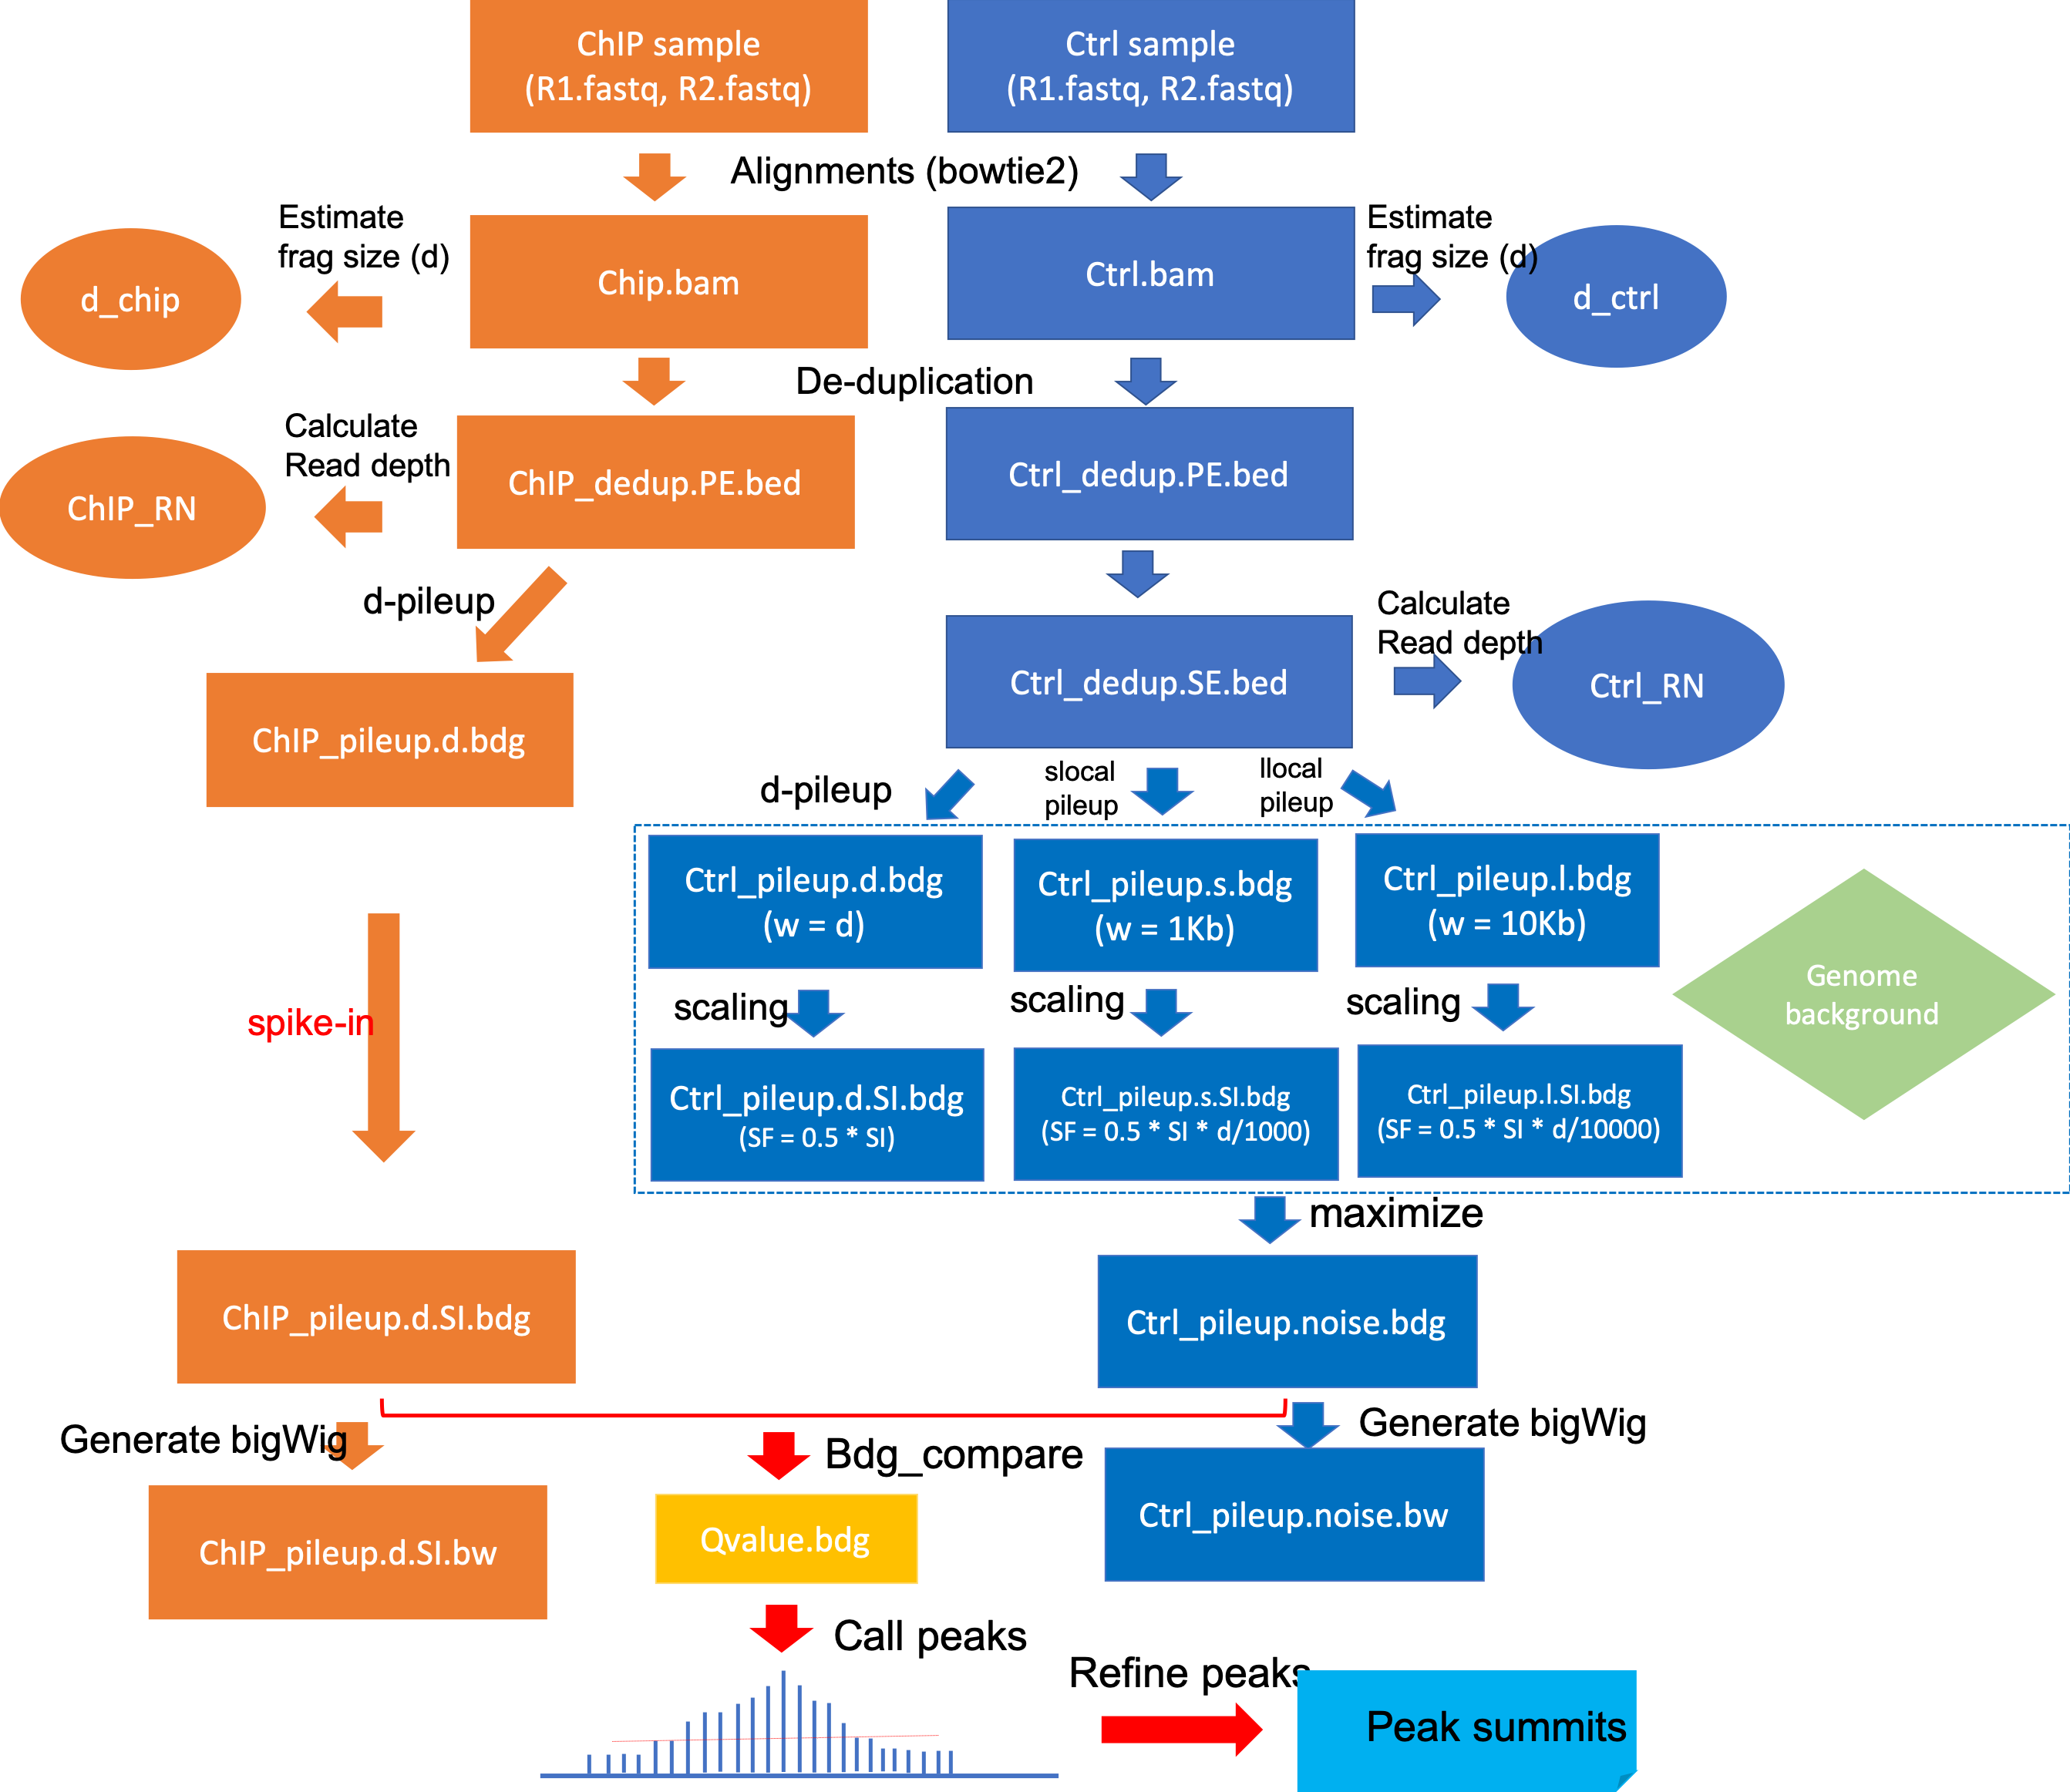 ChIP sample
(R1.fastq, R2.fastq)
Ctrl sample
(R1.fastq, R2.fastq)
Alignments (bowtie2)
Estimate
frag size (d)
d_chip
Chip.bam
Ctrl.bam
Estimate
frag size (d)
d_ctrl
De-duplication
Calculate
Read depth
ChIP_RN
ChIP_dedup.PE.bed
Ctrl_dedup.PE.bed
d-pileup
Ctrl_dedup.SE.bed
Calculate
Read depth
Ctrl_RN
ChIP_pileup.d.bdg
d-pileup
slocal
pileup
llocal
pileup
Ctrl_pileup.d.bdg
(w = d)
Ctrl_pileup.s.bdg
(w = 1Kb)
Ctrl_pileup.l.bdg
(w = 10Kb)
Genome
background
spike-in
scaling
scaling
scaling
Ctrl_pileup.d.SI.bdg
(SF = 0.5 * SI)
Ctrl_pileup.s.SI.bdg
(SF = 0.5 * SI * d/1000)
Ctrl_pileup.l.SI.bdg
(SF = 0.5 * SI * d/10000)
maximize
ChIP_pileup.d.SI.bdg
Ctrl_pileup.noise.bdg
Generate bigWig
Bdg_compare
Generate bigWig
ChIP_pileup.d.SI.bw
Qvalue.bdg
Ctrl_pileup.noise.bw
Call peaks
Refine peaks
Peak summits